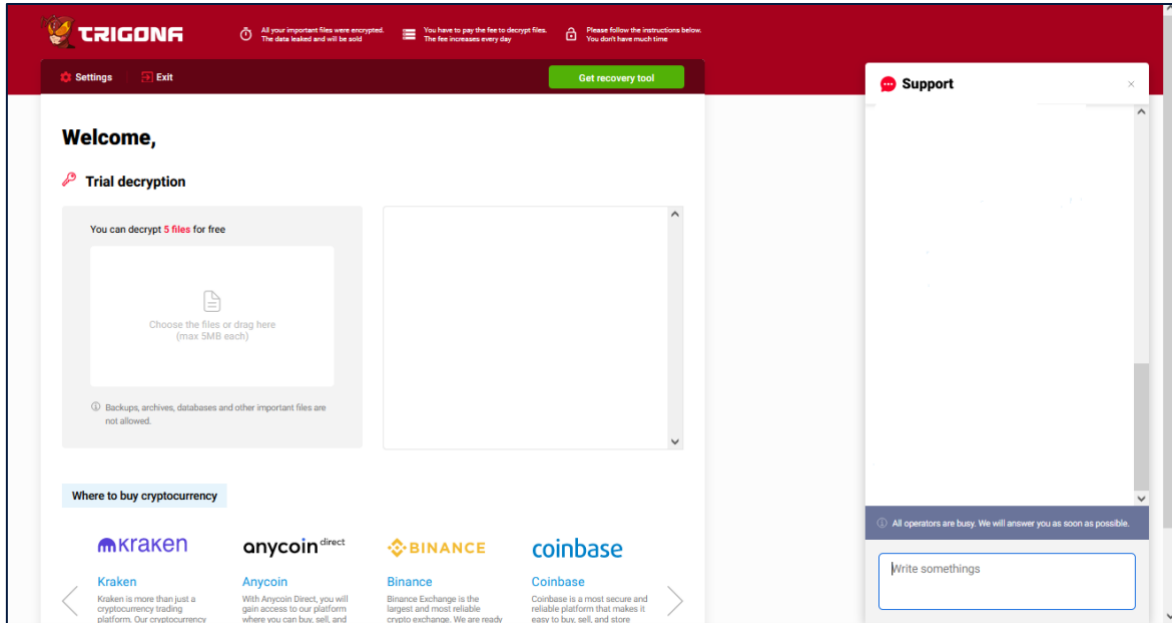 TRIGONA
All your important files were encrypted.
The data leaked and will be sold
You have to pay the fee to decrypt files.
The fee increases every day
Please follow the instructions below.
You don't have much time
Settings
Exit
Get recovery tool
Support
Welcome,
Trial decryption
You can decrypt 5 files for free
Choose the files or drag here
(max 5MB each)
Backups, archives, databases and other important files are
not allowed.
Where to buy cryptocurrency
kraken
anycoin direct
BINANCE
coinbase
Kraken
Kraken is more than just a
cryptocurrency trading
platform. Our cryptocurrency
Anycoin
With Anycoin Direct, you will
gain access to our platform
where you can buy, sell, and
Binance
Binance Exchange is the
largest and most reliable
crypto exchange. We are ready
Coinbase
Coinbase is a most secure and
reliable platform that makes it
easy to buy, sell, and store
All operators are busy. We will answer you as soon as possible.
Write somethings